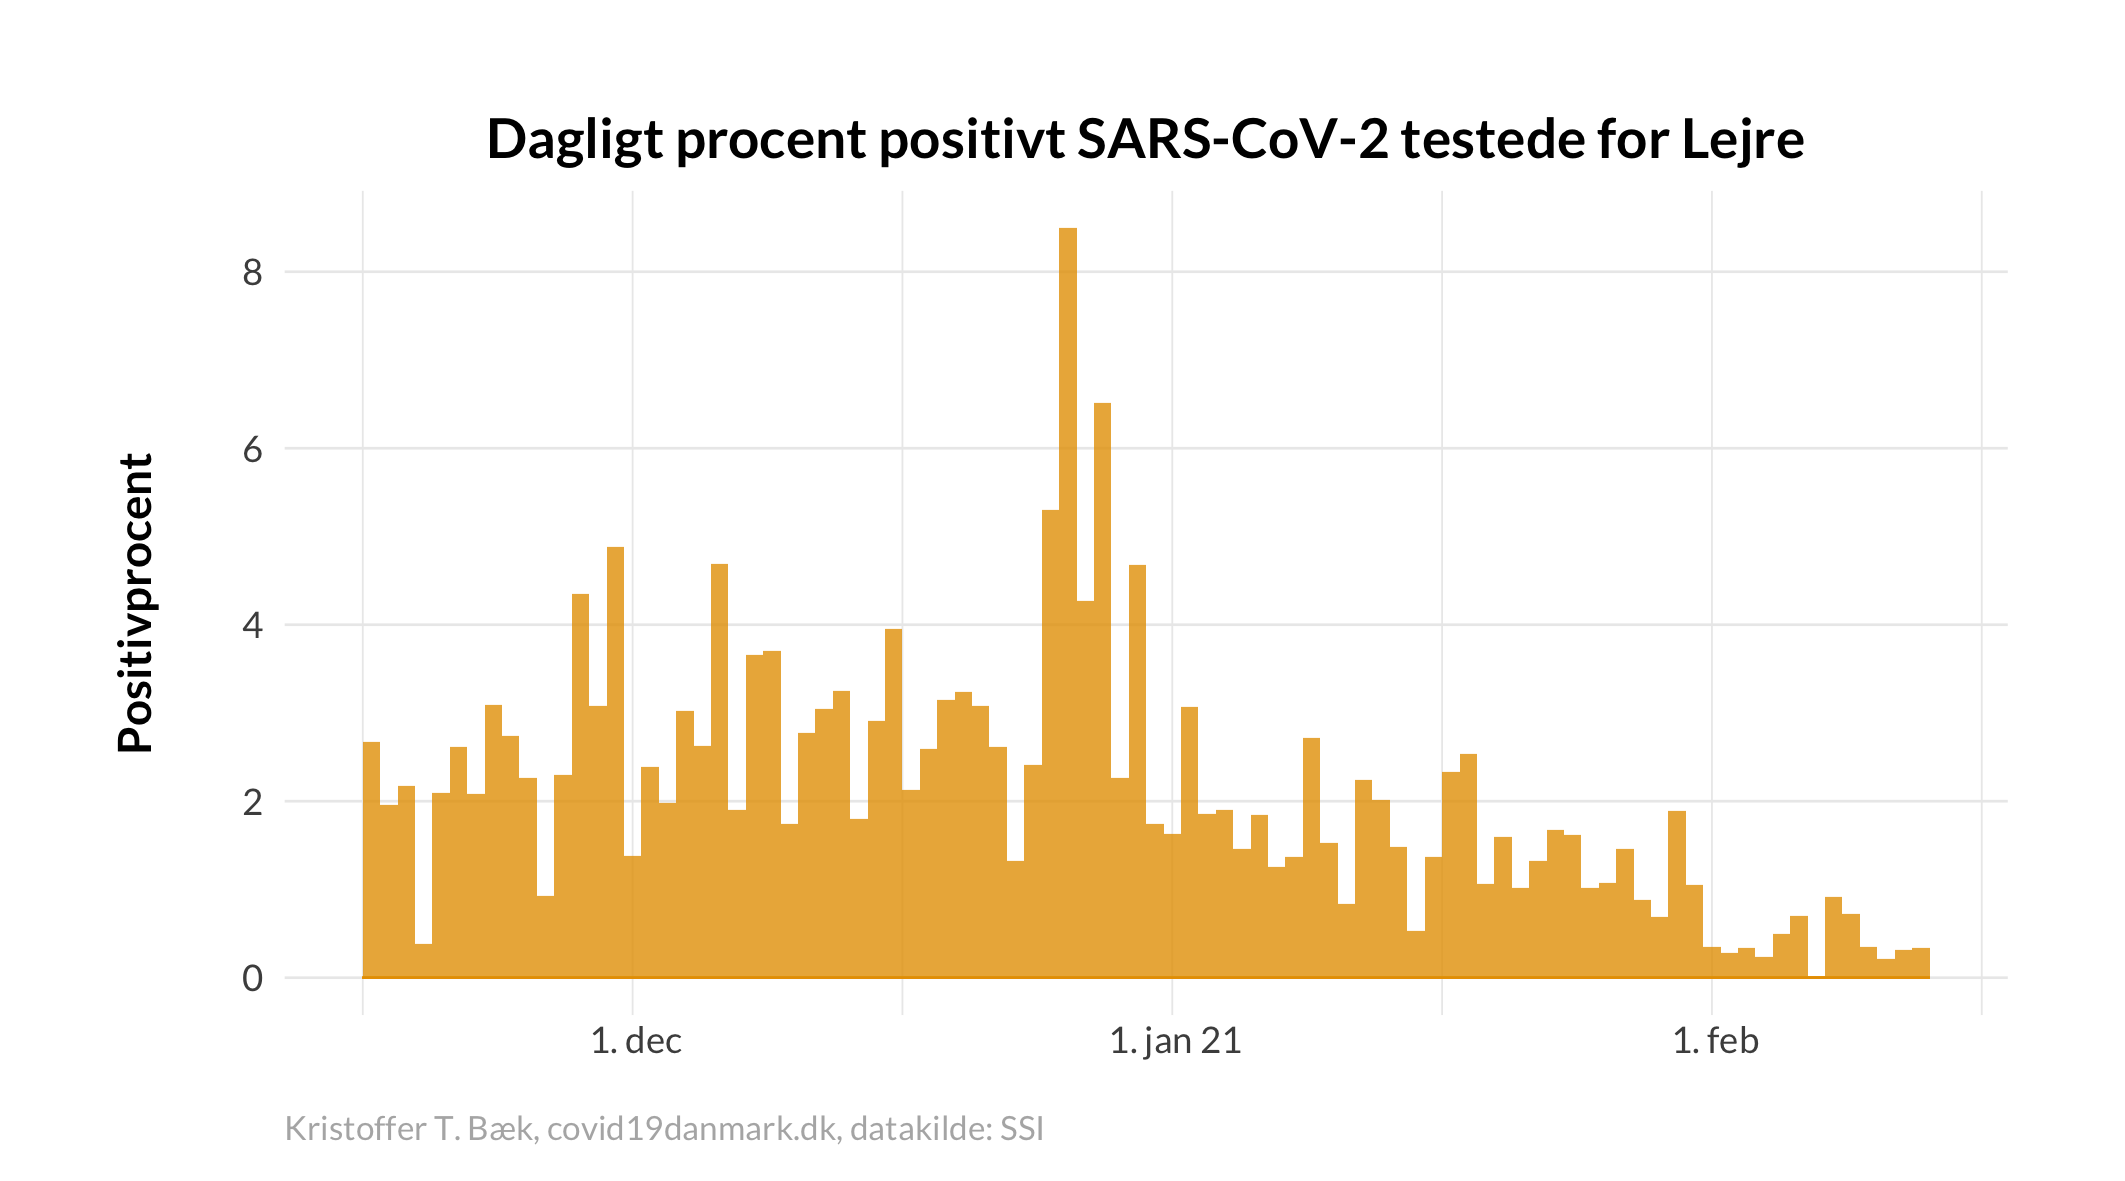 Dagligt procent positivt SARS-CoV-2 testede for Lejre
Positivprocent
8
6
4
2
0
1. dec
1. jan 21
1. feb
Kristoffer T. Bæk, covid19danmark.dk, datakilde: SSI